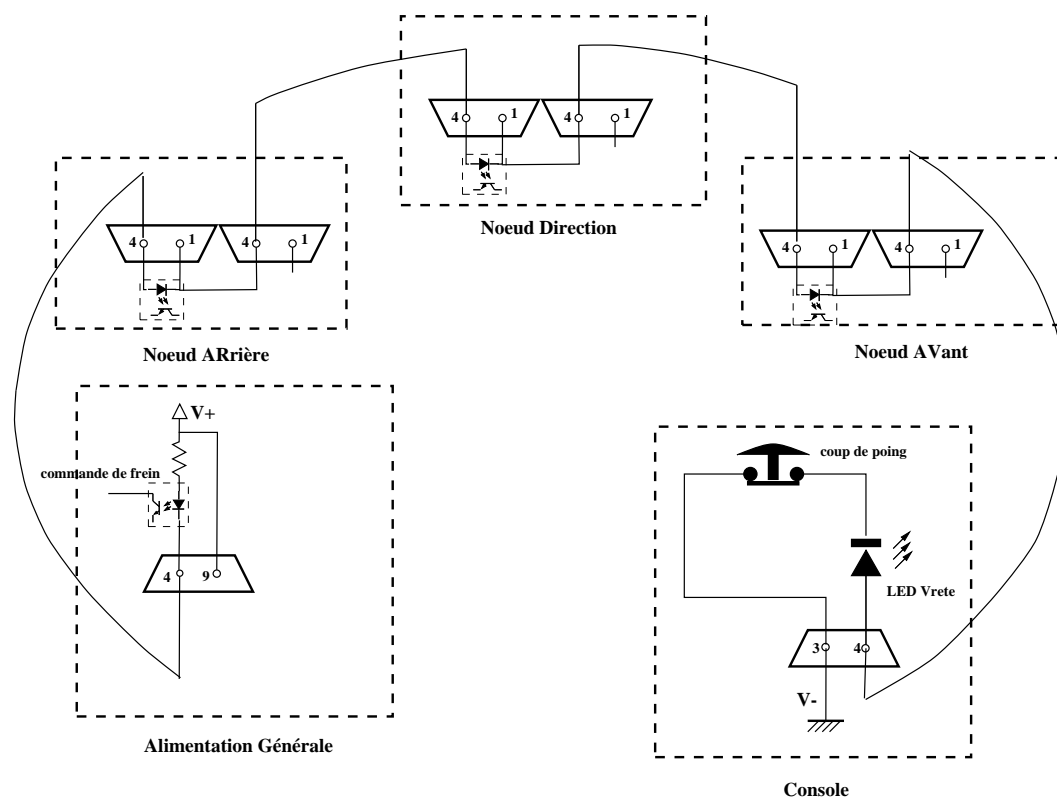 4 1 4 1
Noeud Direction
4 1 4 1
Noeud ARrière
4 1 4 1
Noeud AVant
V+
commande de frein
4 9
Alimentation Générale
coup de poing
LED Vrete
3 4
V-
Console